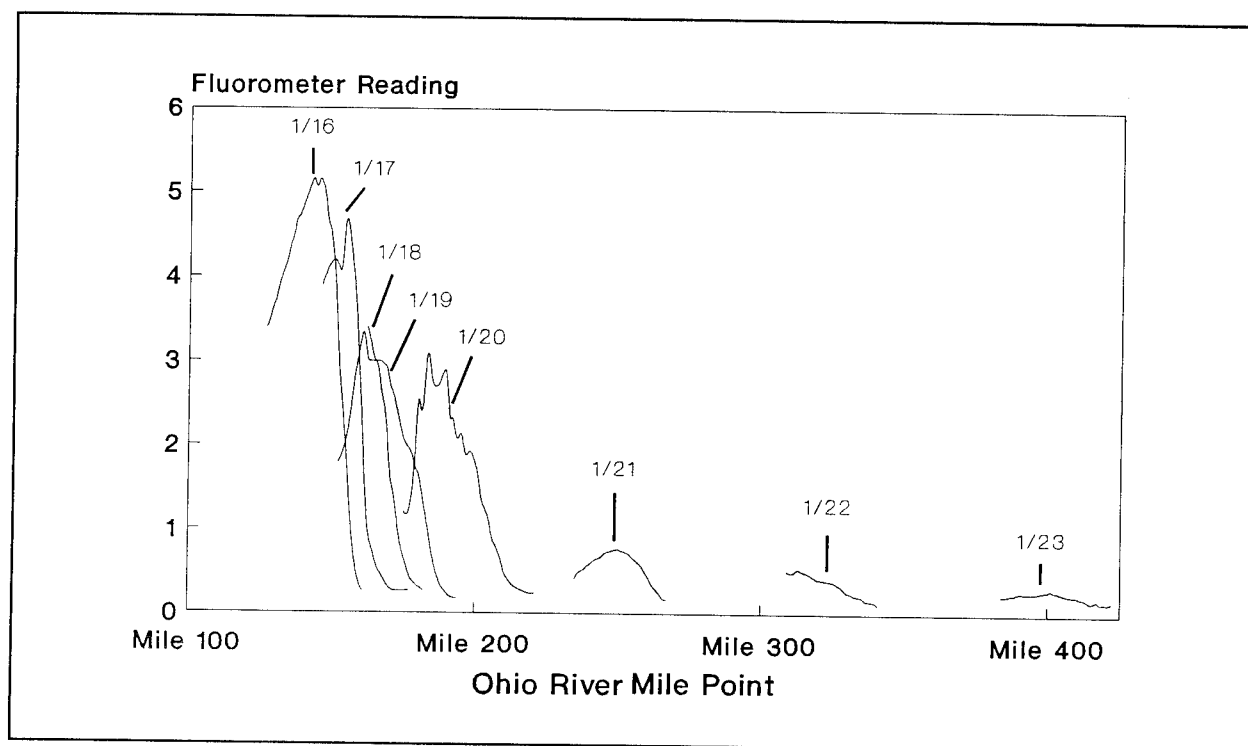 Fluorometer Reading
6
5
4
3
2
1
0
1/16
1/17
1/18
1/19
1/20
1/21
1/22
1/23
Mile 100
Mile 200
Mile 300
Mile 400
Ohio River Mile Point